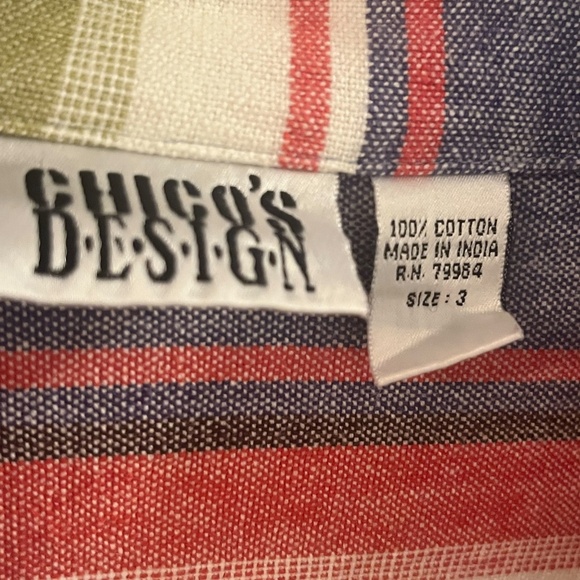 CHICO'S
D·E·S·I·G·N
100% COTTON
MADE IN INDIA
R.N. 79984
SIZE: 3